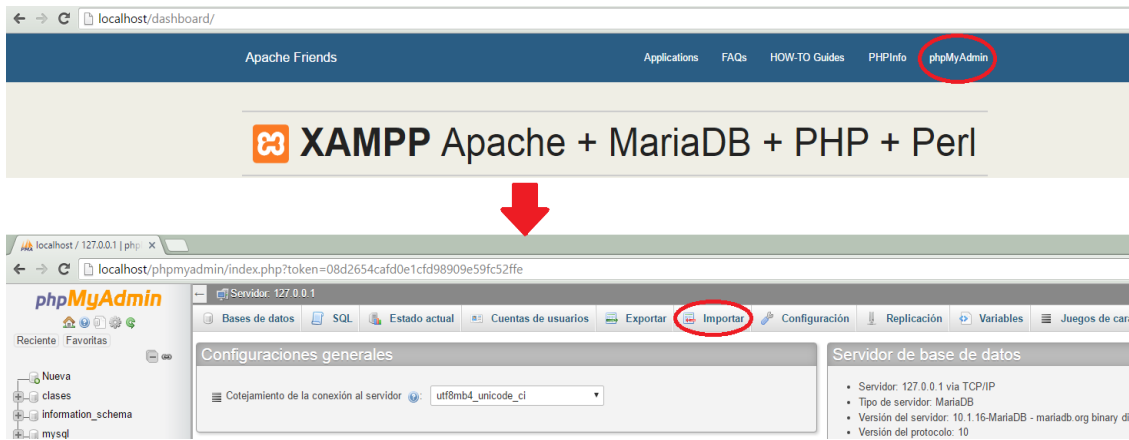 localhost/dashboard/
Apache Friends Applications FAQs HOW-TO Guides PHPInfo phpMyAdmin
XAMPP Apache + MariaDB + PHP + Perl
localhost / 127.0.0.1 | php
localhost/phpmyadmin/index.php?token=08d2654cafd0e1cfd98909e59fc52ffe
phpMyAdmin
Reciente Favoritas
Nueva
clases
information_schema
mysql
Servidor: 127.0.0.1
Bases de datos SQL Estado actual Cuentas de usuarios Exportar Importar Configuración Replicación Variables Juegos de cara
Configuraciones generales
Cotejamiento de la conexión al servidor : utf8mb4_unicode_ci
Servidor de base de datos
Servidor: 127.0.0.1 via TCP/IP
Tipo de servidor: MariaDB
Versión del servidor: 10.1.16-MariaDB - mariadb.org binary di
Versión del protocolo: 10